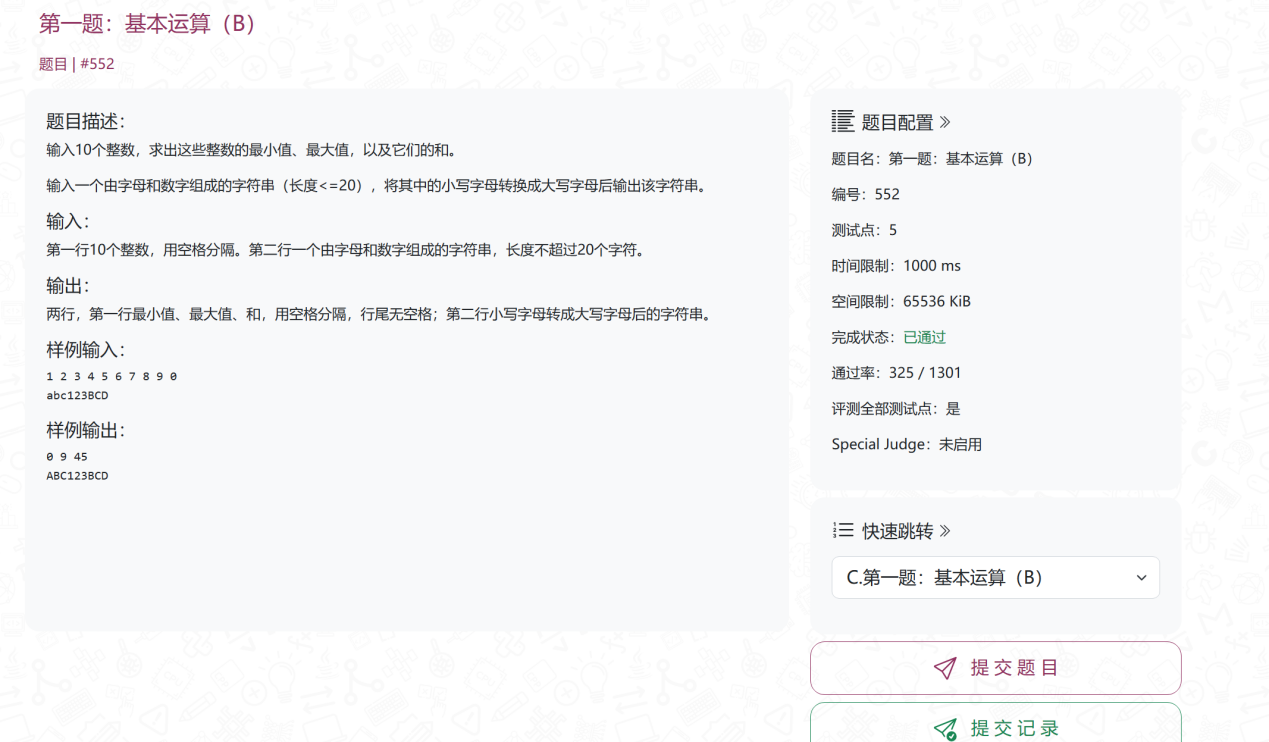 第一题：基本运算（B）
题目 | #552
题目描述：
输入10个整数，求出这些整数的最小值、最大值，以及它们的和。
输入一个由字母和数字组成的字符串（长度<=20），将其中的小写字母转换成大写字母后输出该字符串。
输入：
第一行10个整数，用空格分隔。第二行一个由字母和数字组成的字符串，长度不超过20个字符。
输出：
两行，第一行最小值、最大值、和，用空格分隔，行尾无空格；第二行小写字母转成大写字母后的字符串。
样例输入：
1 2 3 4 5 6 7 8 9 0
abc123BCD
样例输出：
0 9 45
ABC123BCD
题目配置
题目名：第一题：基本运算（B）
编号：552
测试点：5
时间限制：1000 ms
空间限制：65536 KiB
完成状态：已通过
通过率：325 / 1301
评测全部测试点：是
Special Judge：未启用
快速跳转
C.第一题：基本运算（B）
提交题目
提交记录